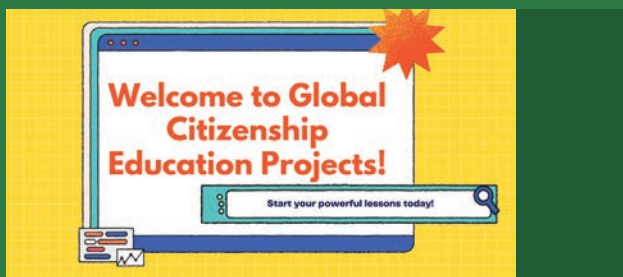 Welcome to Global
Citizenship
Education Projects!
Start your powerful lessons today!